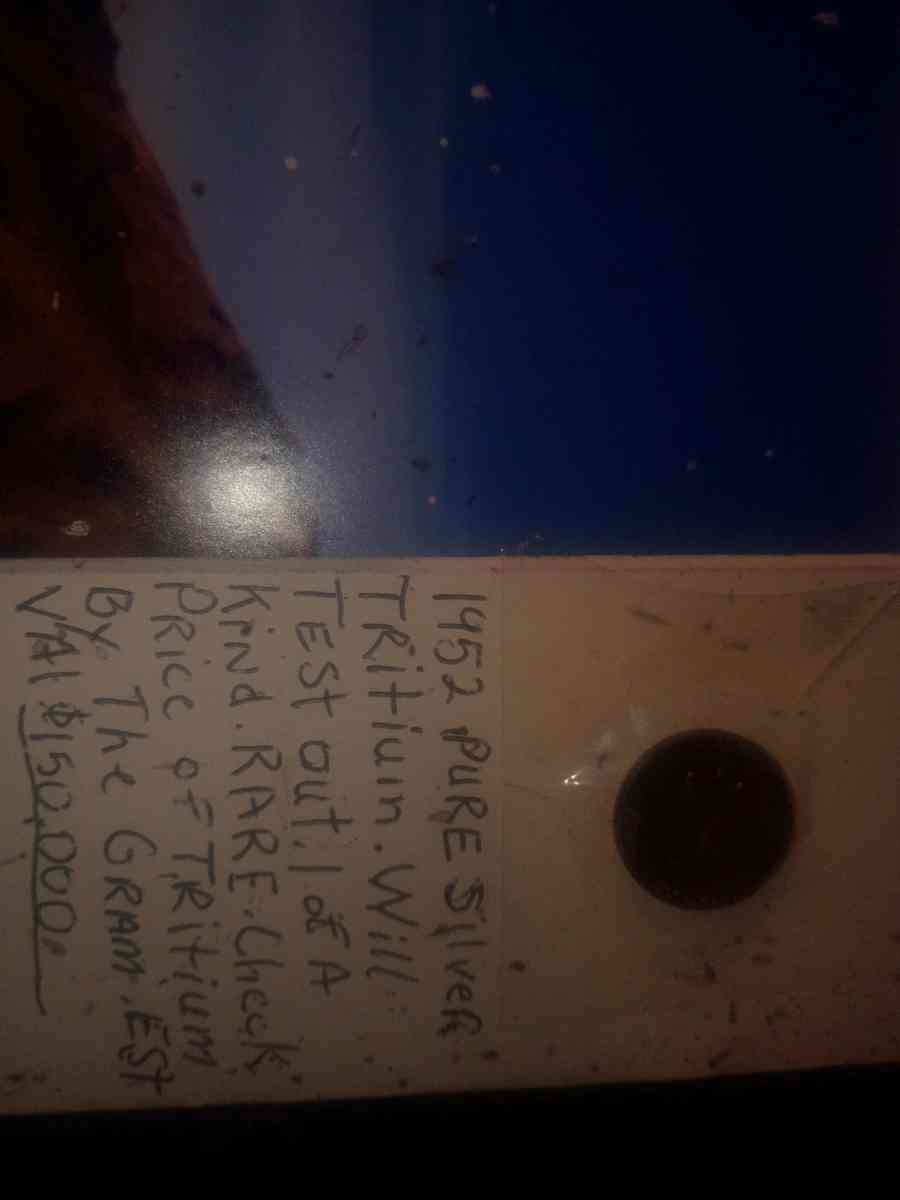 1952 PURE Silver.
TRitium. Will
TEST out. 1 of A
Kind. RARE. Check
PRice of TRitium
By The GRAM. EST
VAl $150,000.